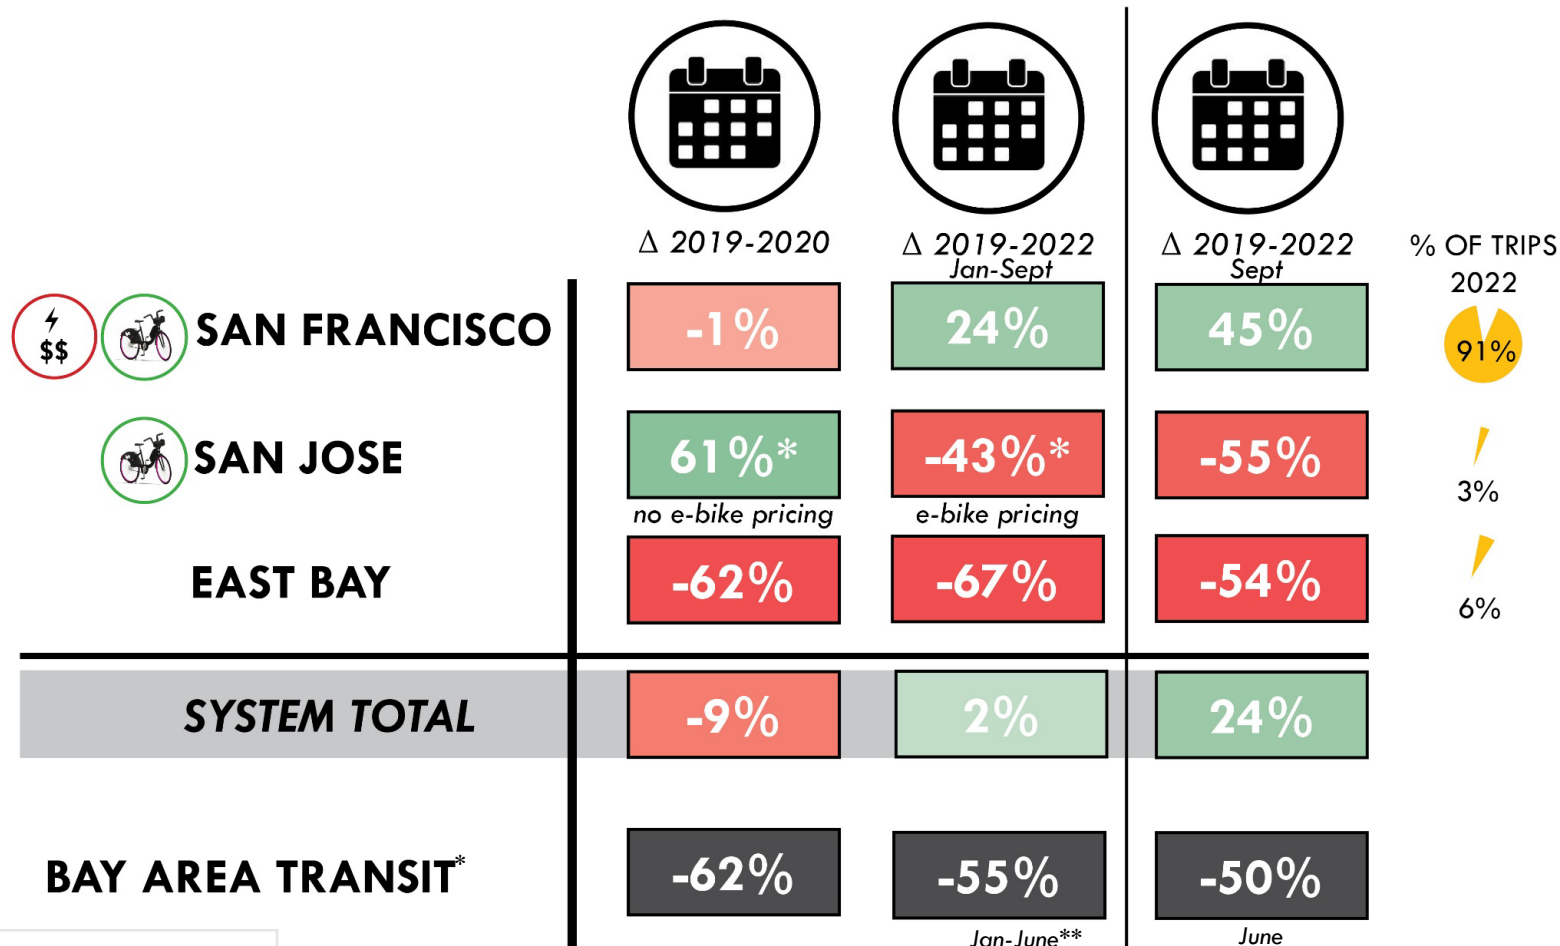 Δ 2019-2020 Δ 2019-2022 Δ 2019-2022 % OF TRIPS
Jan-Sept Sept 2022
$$ SAN FRANCISCO -1% 24% 45% 91%
SAN JOSE 61%* -43%* -55% 3%
no e-bike pricing e-bike pricing
EAST BAY -62% -67% -54% 6%
SYSTEM TOTAL -9% 2% 24%
BAY AREA TRANSIT* -62% -55% -50%
Jan-June** June